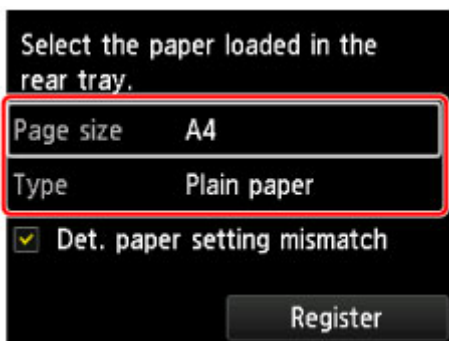 Select the paper loaded in the
rear tray.
Page size A4
Type Plain paper
Det. paper setting mismatch
Register